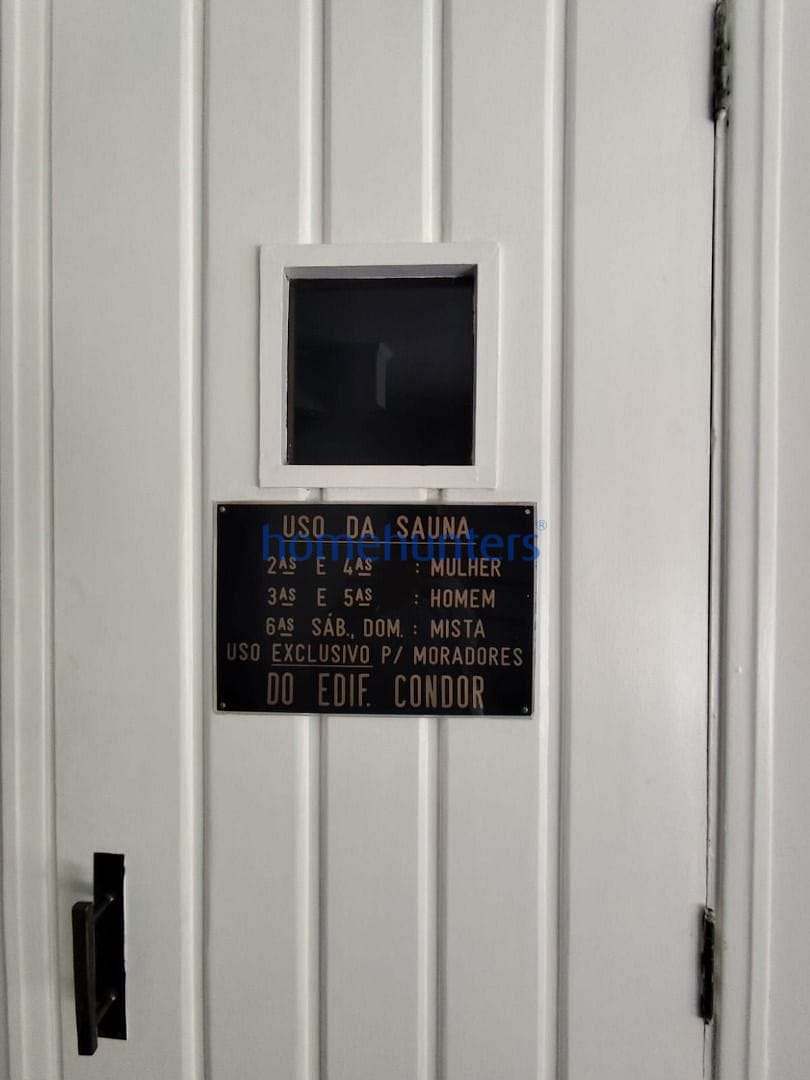 USO DA SAUNA
homehunters®
2AS E 4AS : MULHER
3AS E 5AS : HOMEM
6AS SÁB., DOM. : MISTA
USO EXCLUSIVO P/ MORADORES
DO EDIF. CONDOR